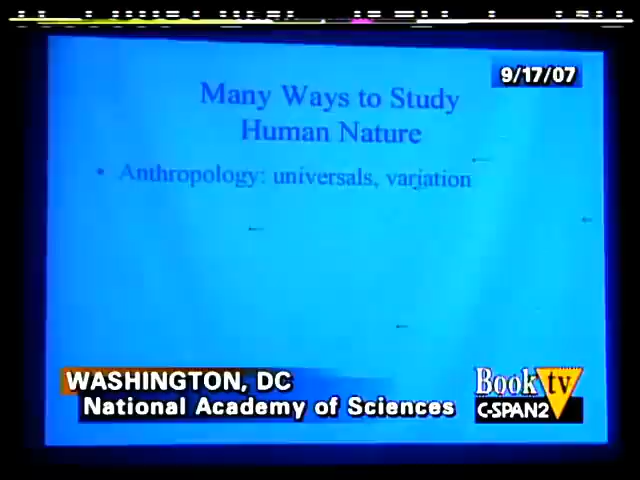 9/17/07
Many Ways to Study
Human Nature
• Anthropology: universals, variation
WASHINGTON, DC
National Academy of Sciences
Book tv
C-SPAN2